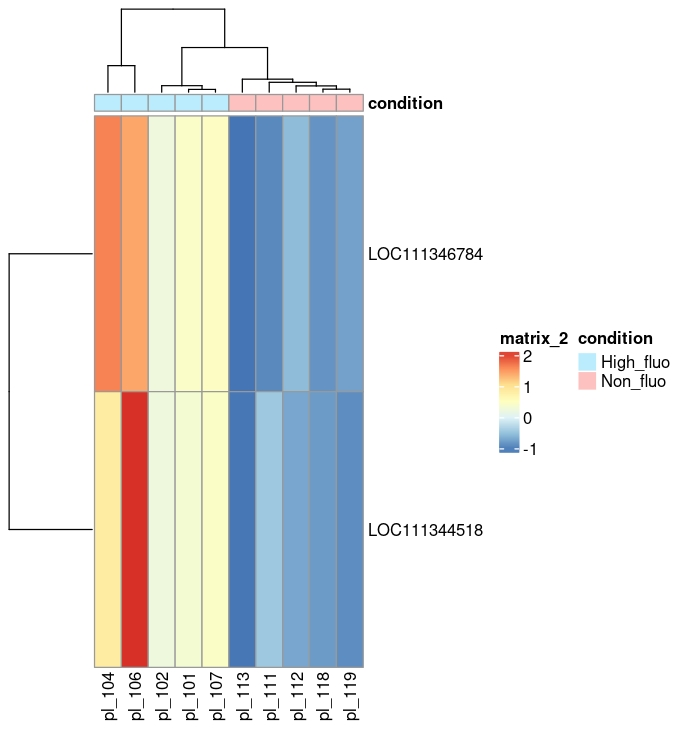 condition
LOC111346784
LOC111344518
matrix_2
2
1
0
-1
condition
High_fluo
Non_fluo
pl_104
pl_106
pl_102
pl_101
pl_107
pl_113
pl_111
pl_112
pl_118
pl_119